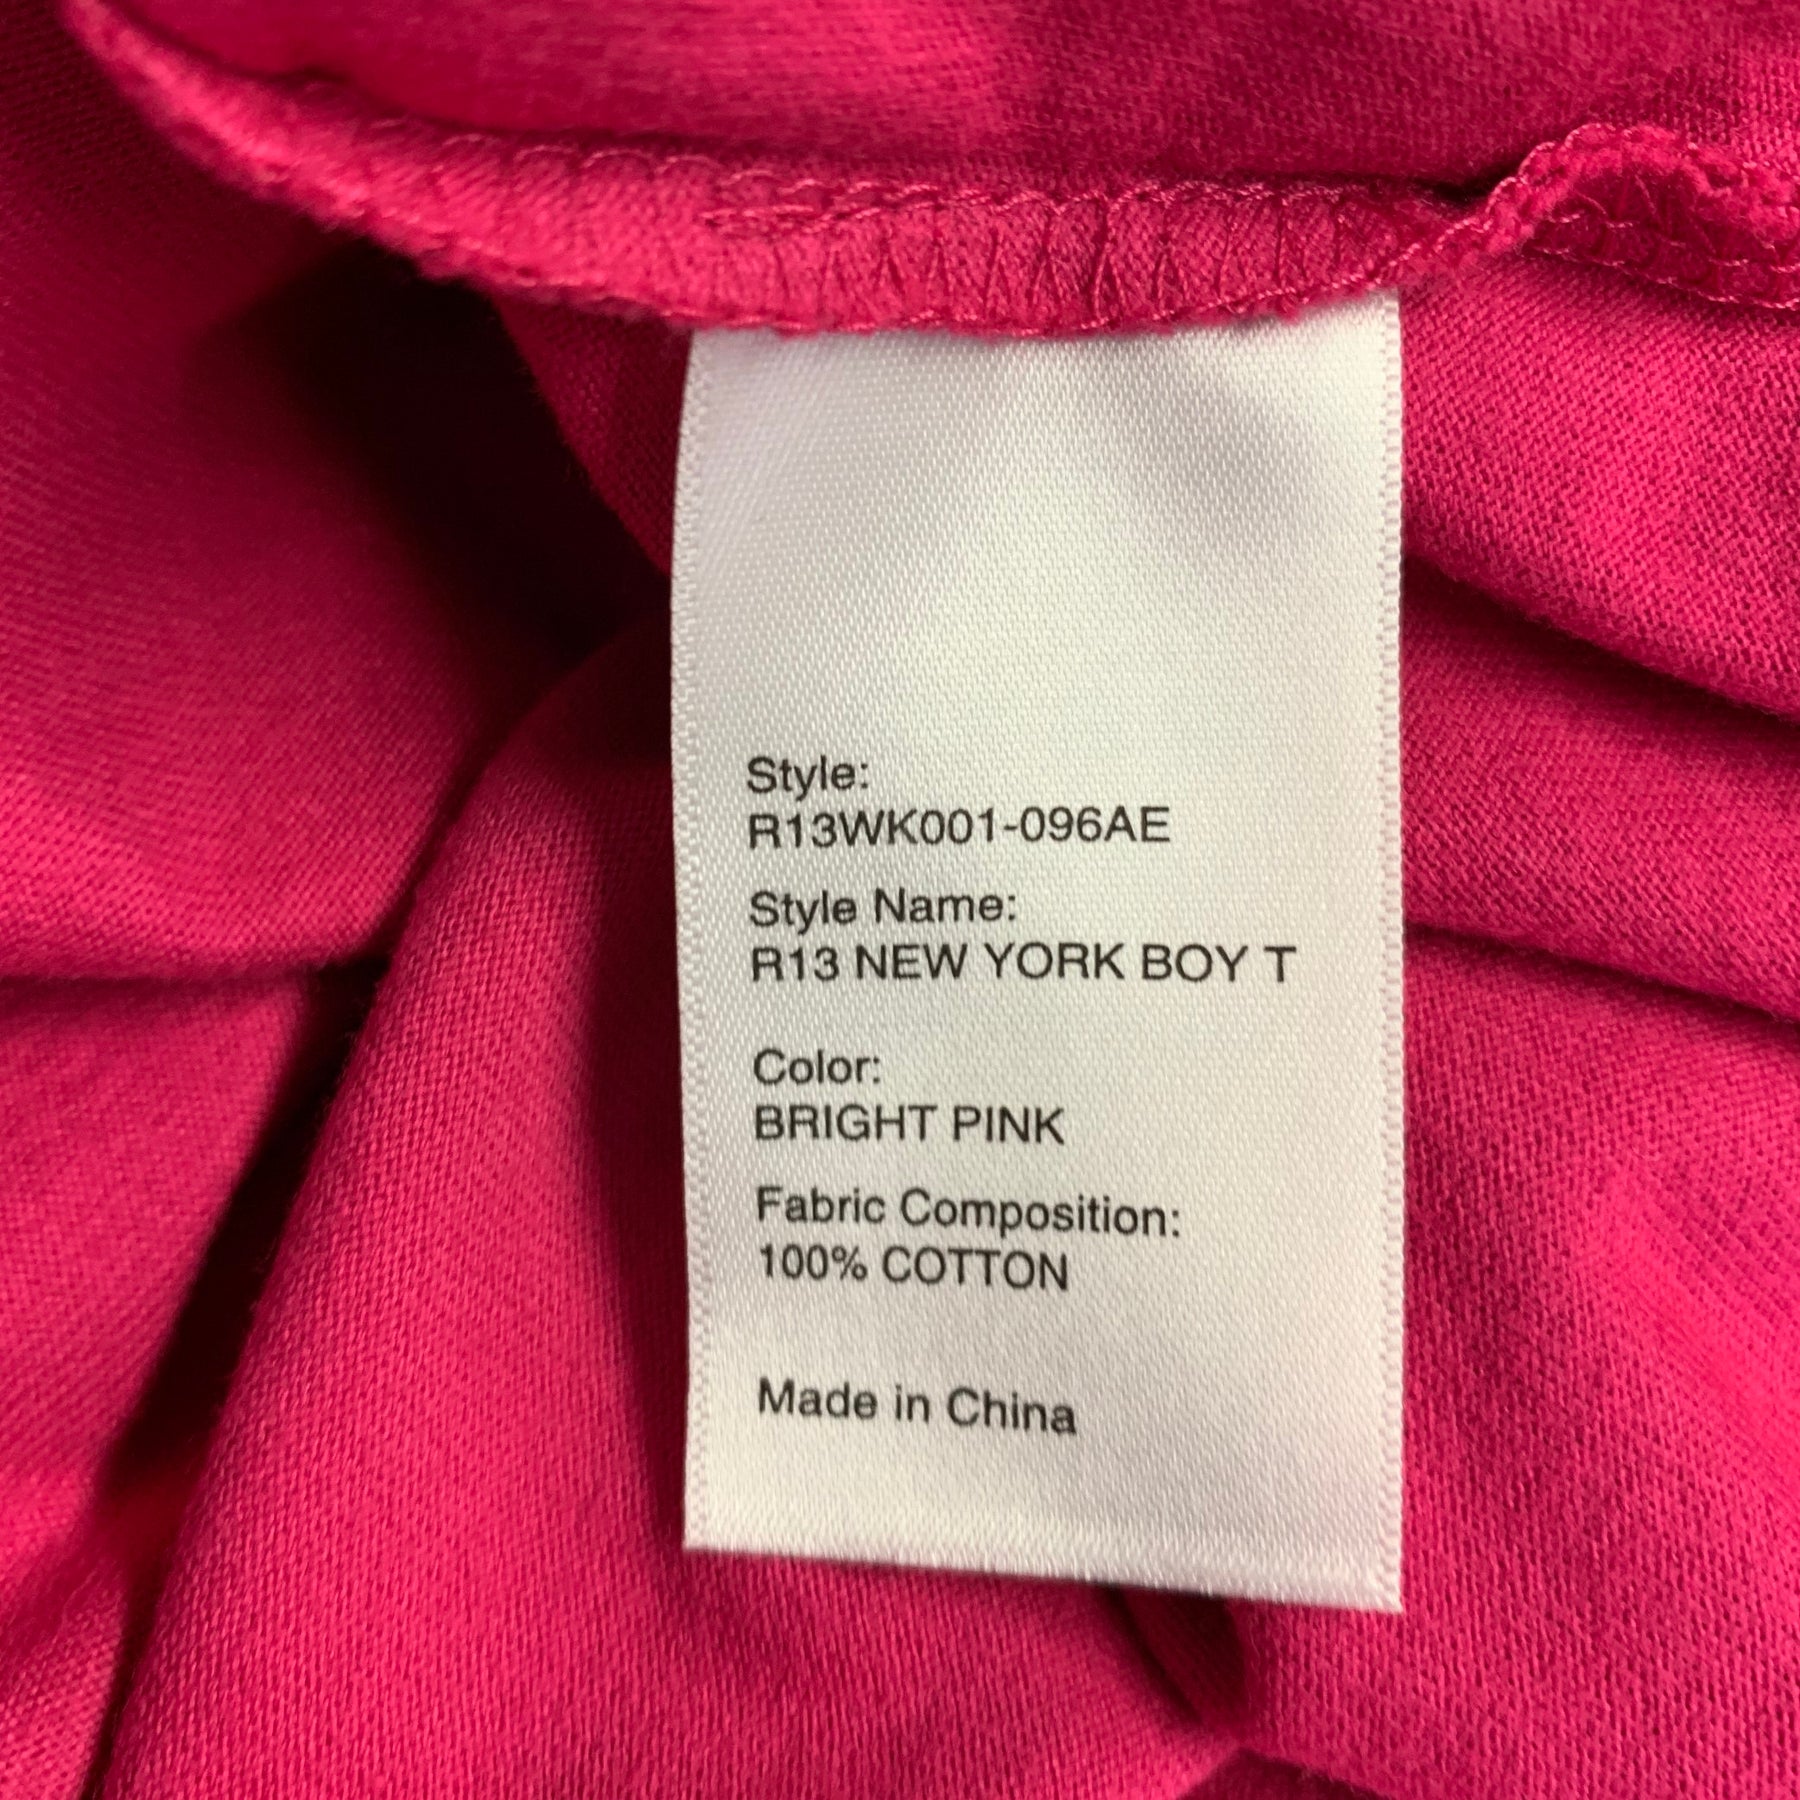 Style:
R13WK001-096AE
Style Name:
R13 NEW YORK BOY T
Color:
BRIGHT PINK
Fabric Composition:
100% COTTON
Made in China